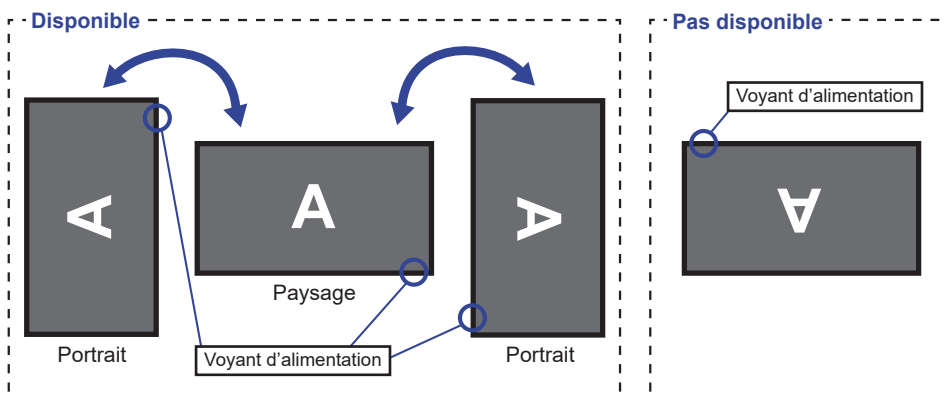 Disponible
Pas disponible
Voyant d’alimentation
A
A
A
A
Paysage
Portrait
Voyant d’alimentation
Portrait